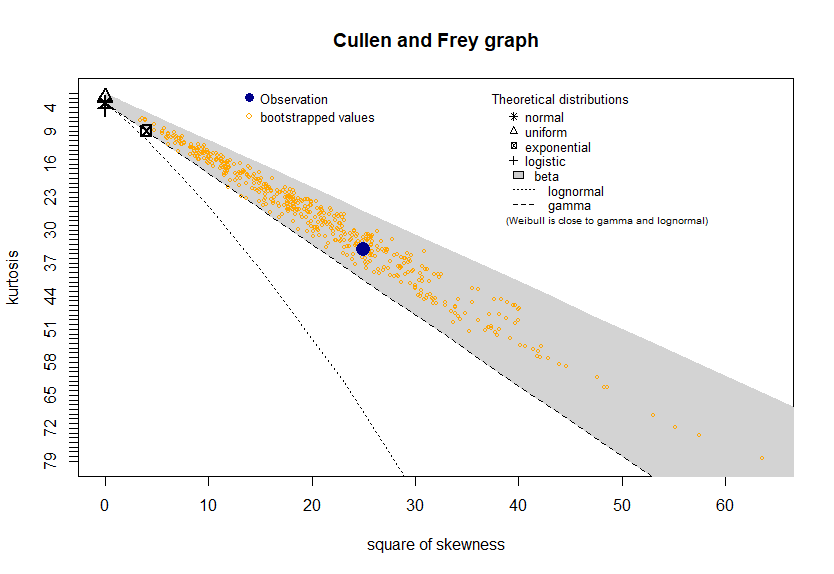 Cullen and Frey graph
Observation
bootstrapped values
Theoretical distributions
normal
uniform
exponential
logistic
beta
lognormal
gamma
(Weibull is close to gamma and lognormal)
kurtosis
4
9
16
23
30
37
44
51
58
65
72
79
0
10
20
30
40
50
60
square of skewness